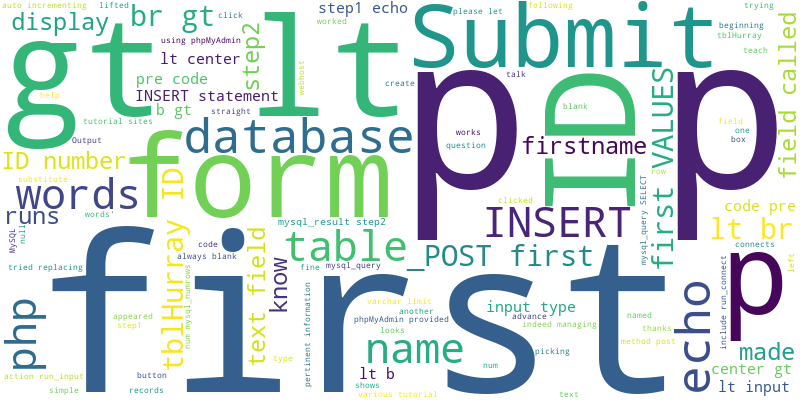 auto incrementing
lifted
step1 echo
please let
following
trying
display
br gt
click
worked
Submit
beginning
tblHurray
teach
gt
lt
using phpMyAdmin
lt center
step2
pre code
INSERT statement
webhost
create
talk
p
p
ID
blank
field called
help
b gt
straight
tutorial sites
Output
database
works
question
firstname
field
one
box
ID number
form
substitute
words
ID
INSERT
row
first VALUES
code pre
lt br
runs
words'
null
MySQL
code
always blank
mysql_result step2
table
_POST first
mysql_query SELECT
connects
left
tried replacing
tblHurray
num mysql_numrows
text field
know
fine
mysql_query
first
p
echo
include run_connect
php
appeared
step1
pertinent information
varchar_limit
another
phpMyAdmin provided
looks
input type
advance
indeed managing
named
thanks
method post
name
made
picking
center gt
action run_input
simple
button
records
type
lt b
shows
various tutorial
num
text
lt input